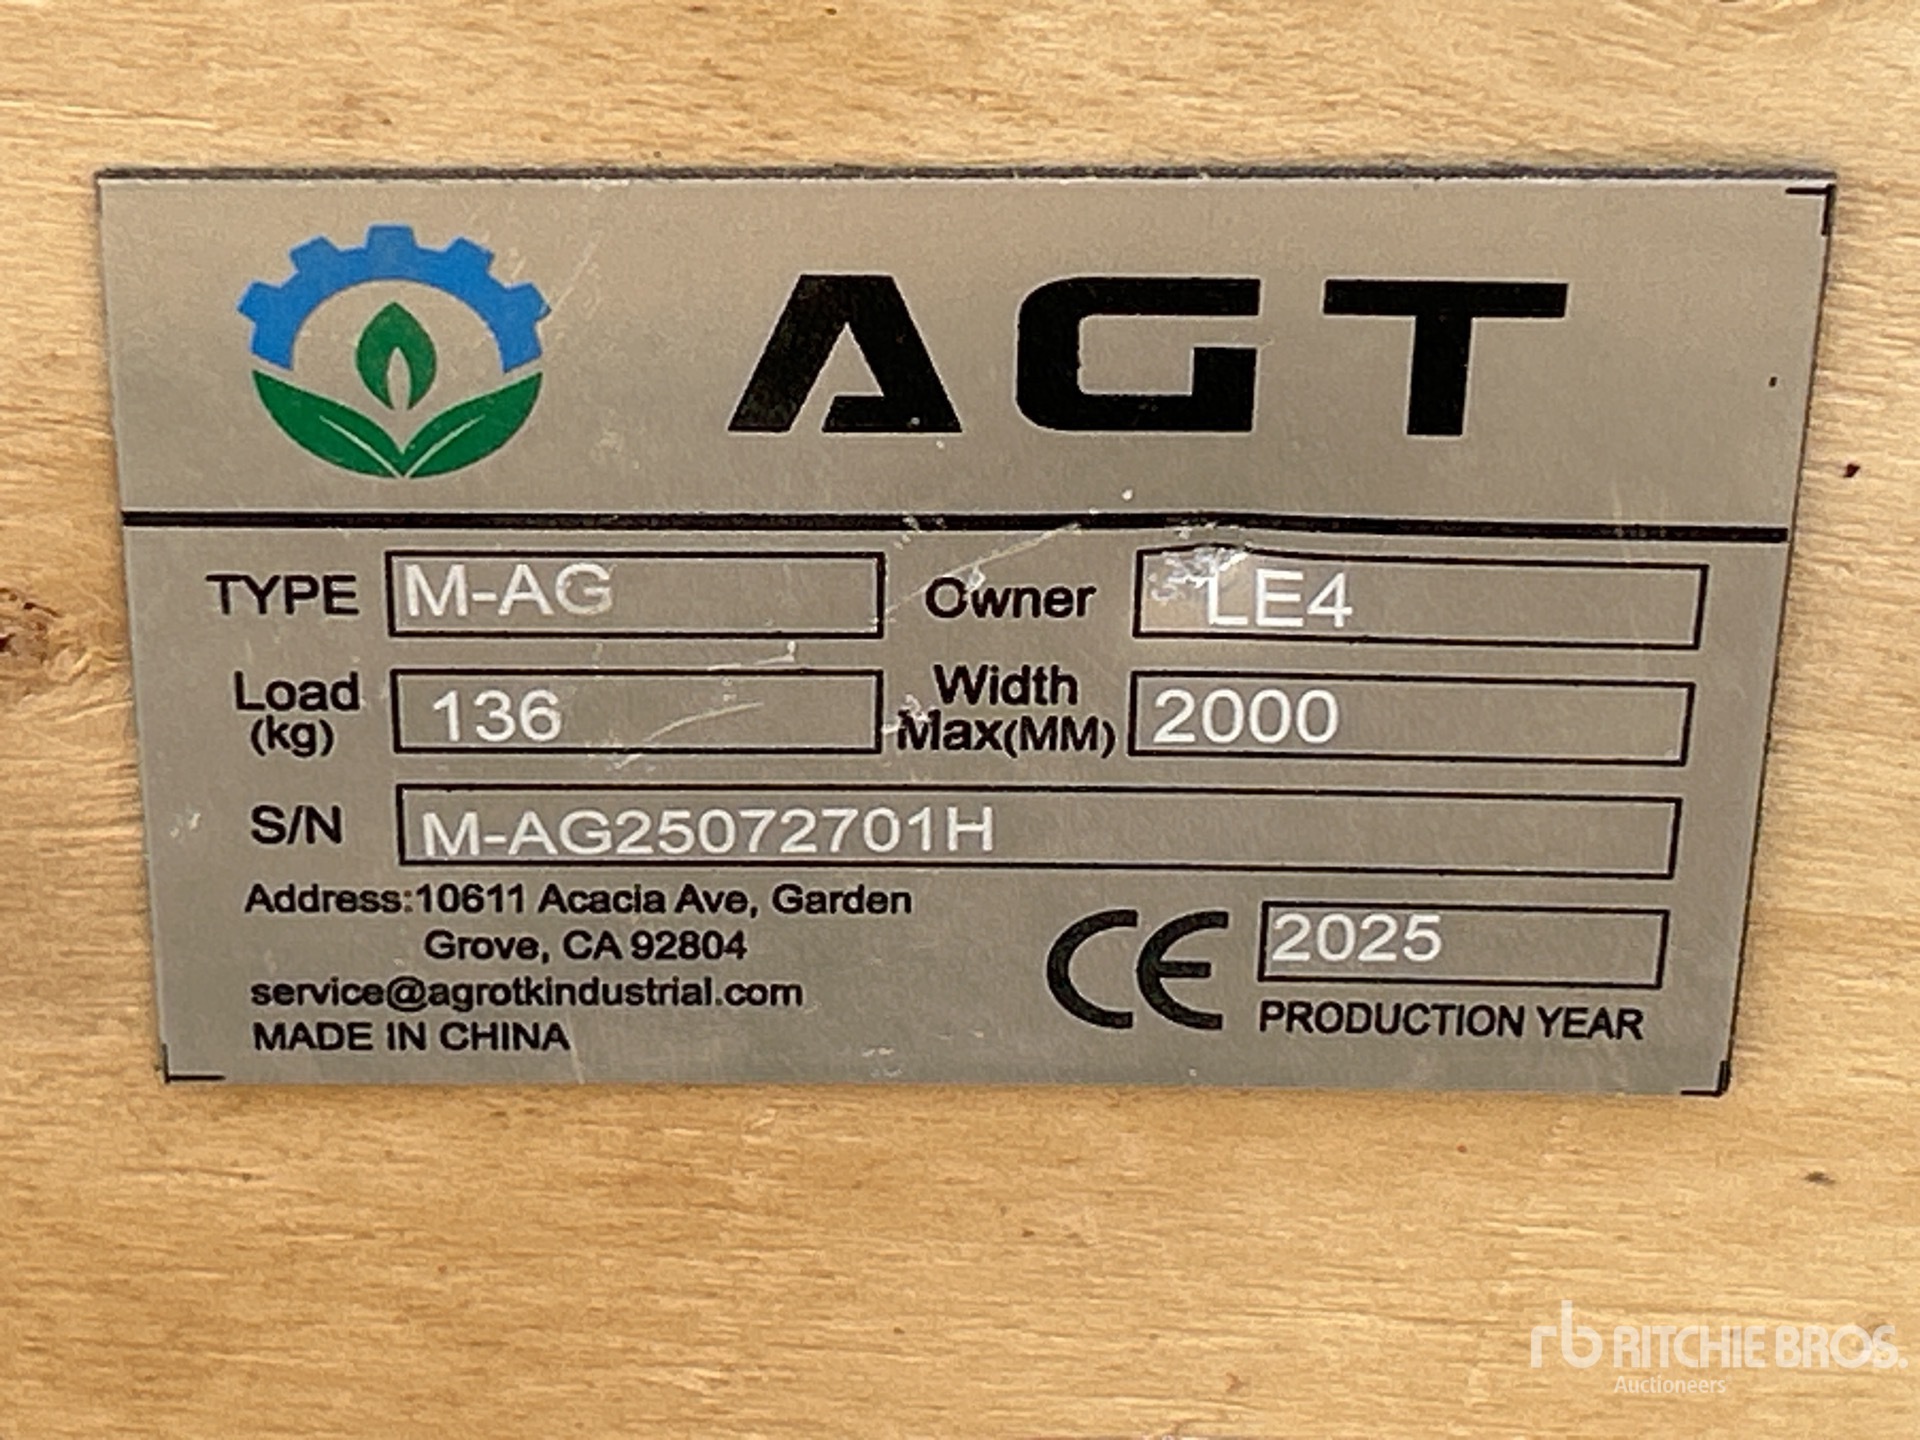 AGT
TYPE M-AG Owner LE4
Load (kg) 136 Width Max(MM) 2000
S/N M-AG25072701H
Address:10611 Acacia Ave, Garden
Grove, CA 92804
service@agrotkindustrial.com
MADE IN CHINA
CE 2025
PRODUCTION YEAR
rb RITCHIE BROS.
Auctioneers